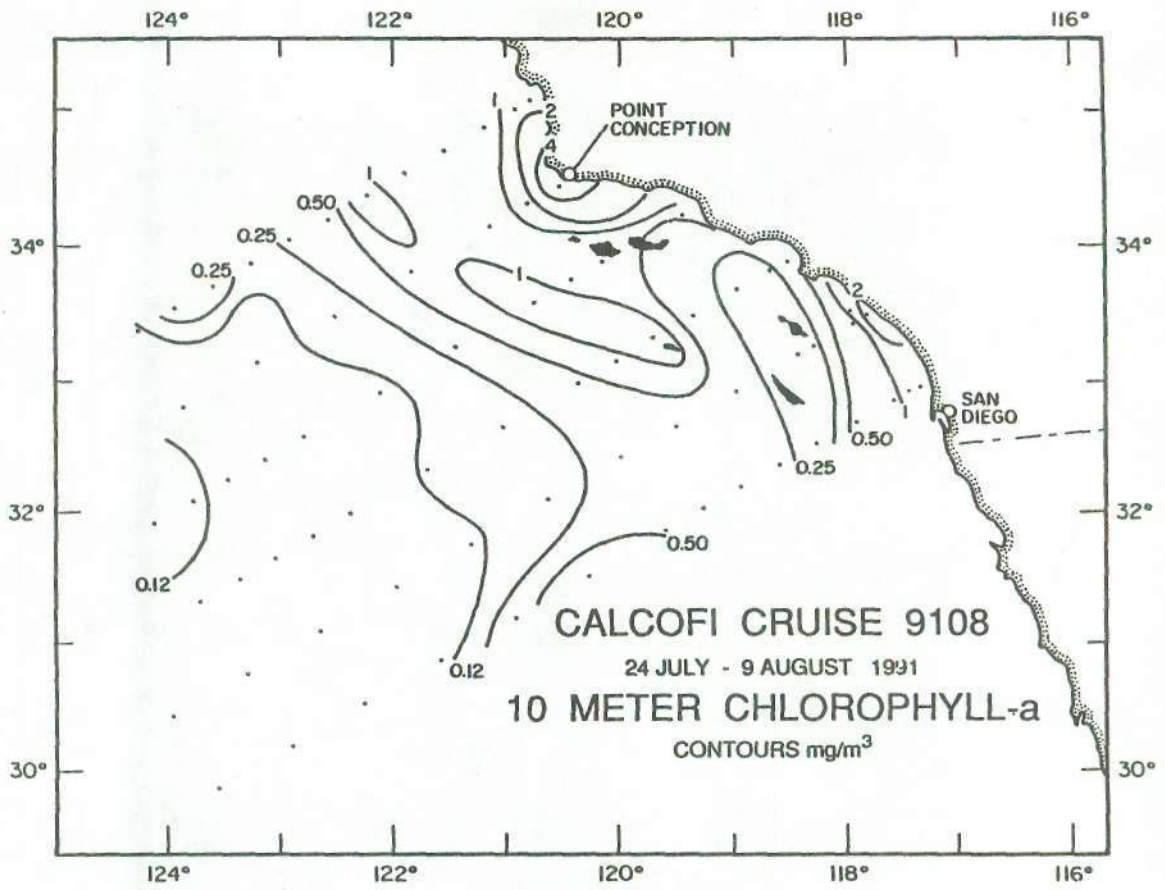 124° 122° 120° 118° 116°
1
2
POINT
CONCEPTION
4
1
0.50
34° 0.25 34°
0.25
1
2
SAN
DIEGO
1
0.50
0.25
32° 32°
0.50
0.12
CALCOFI CRUISE 9108
24 JULY - 9 AUGUST 1991
0.12
10 METER CHLOROPHYLL-a
CONTOURS mg/m³
30° 30°
124° 122° 120° 118° 116°